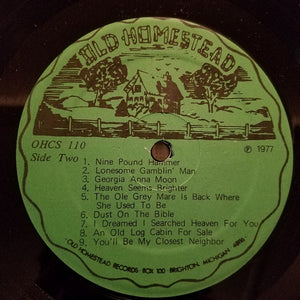 OLD HOMESTEAD
OHCS 110
Side Two
℗ 1977
1. Nine Pound Hammer
2. Lonesome Gamblin' Man
3. Georgia Anna Moon
4. Heaven Seems Brighter
5. The Ole Grey Mare Is Back Where
She Used To Be
6. Dust On The Bible
7. I Dreamed I Searched Heaven For You
8. An Old Log Cabin For Sale
9. You'll Be My Closest Neighbor
OLD HOMESTEAD RECORDS BOX 100 BRIGHTON, MICHIGAN 48116